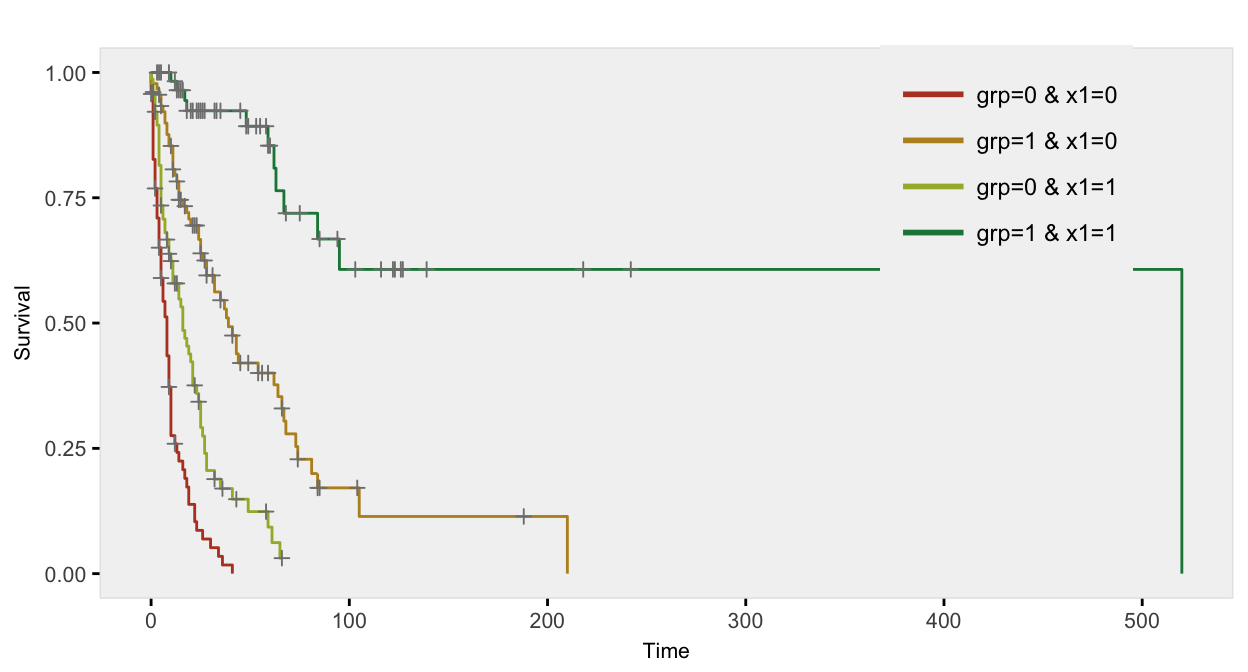 grp=0 & x1=0
grp=1 & x1=0
grp=0 & x1=1
grp=1 & x1=1
Survival
1.00
0.75
0.50
0.25
0.00
0 100 200 300 400 500
Time